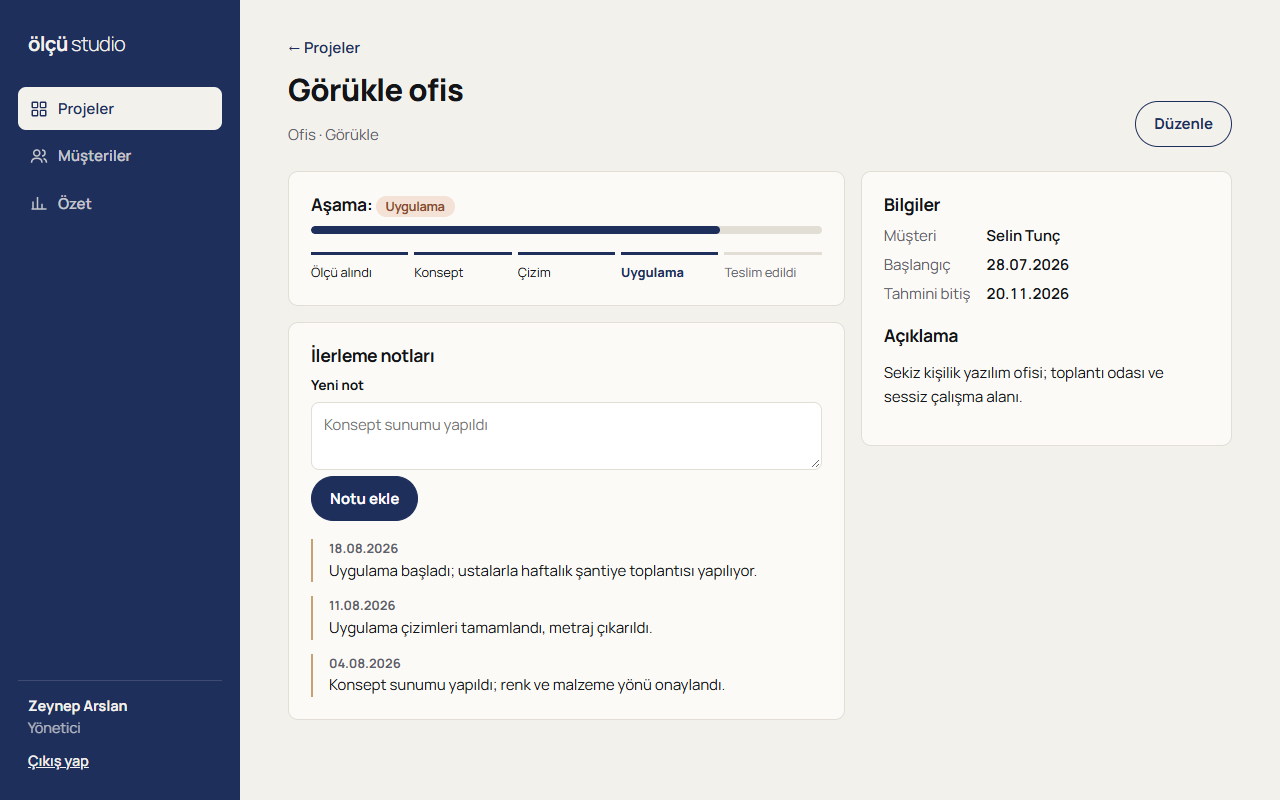 ölçü studio
Projeler
Müşteriler
Özet
Zeynep Arslan
Yönetici
Çıkış yap
← Projeler
Görükle ofis
Ofis · Görükle
Düzenle
Aşama: Uygulama
Ölçü alındı
Konsept
Çizim
Uygulama
Teslim edildi
İlerleme notları
Yeni not
Konsept sunumu yapıldı
Notu ekle
18.08.2026
Uygulama başladı; ustalarla haftalık şantiye toplantısı yapılıyor.
11.08.2026
Uygulama çizimleri tamamlandı, metraj çıkarıldı.
04.08.2026
Konsept sunumu yapıldı; renk ve malzeme yönü onaylandı.
Bilgiler
Müşteri Selin Tunç
Başlangıç 28.07.2026
Tahmini bitiş 20.11.2026
Açıklama
Sekiz kişilik yazılım ofisi; toplantı odası ve
sessiz çalışma alanı.